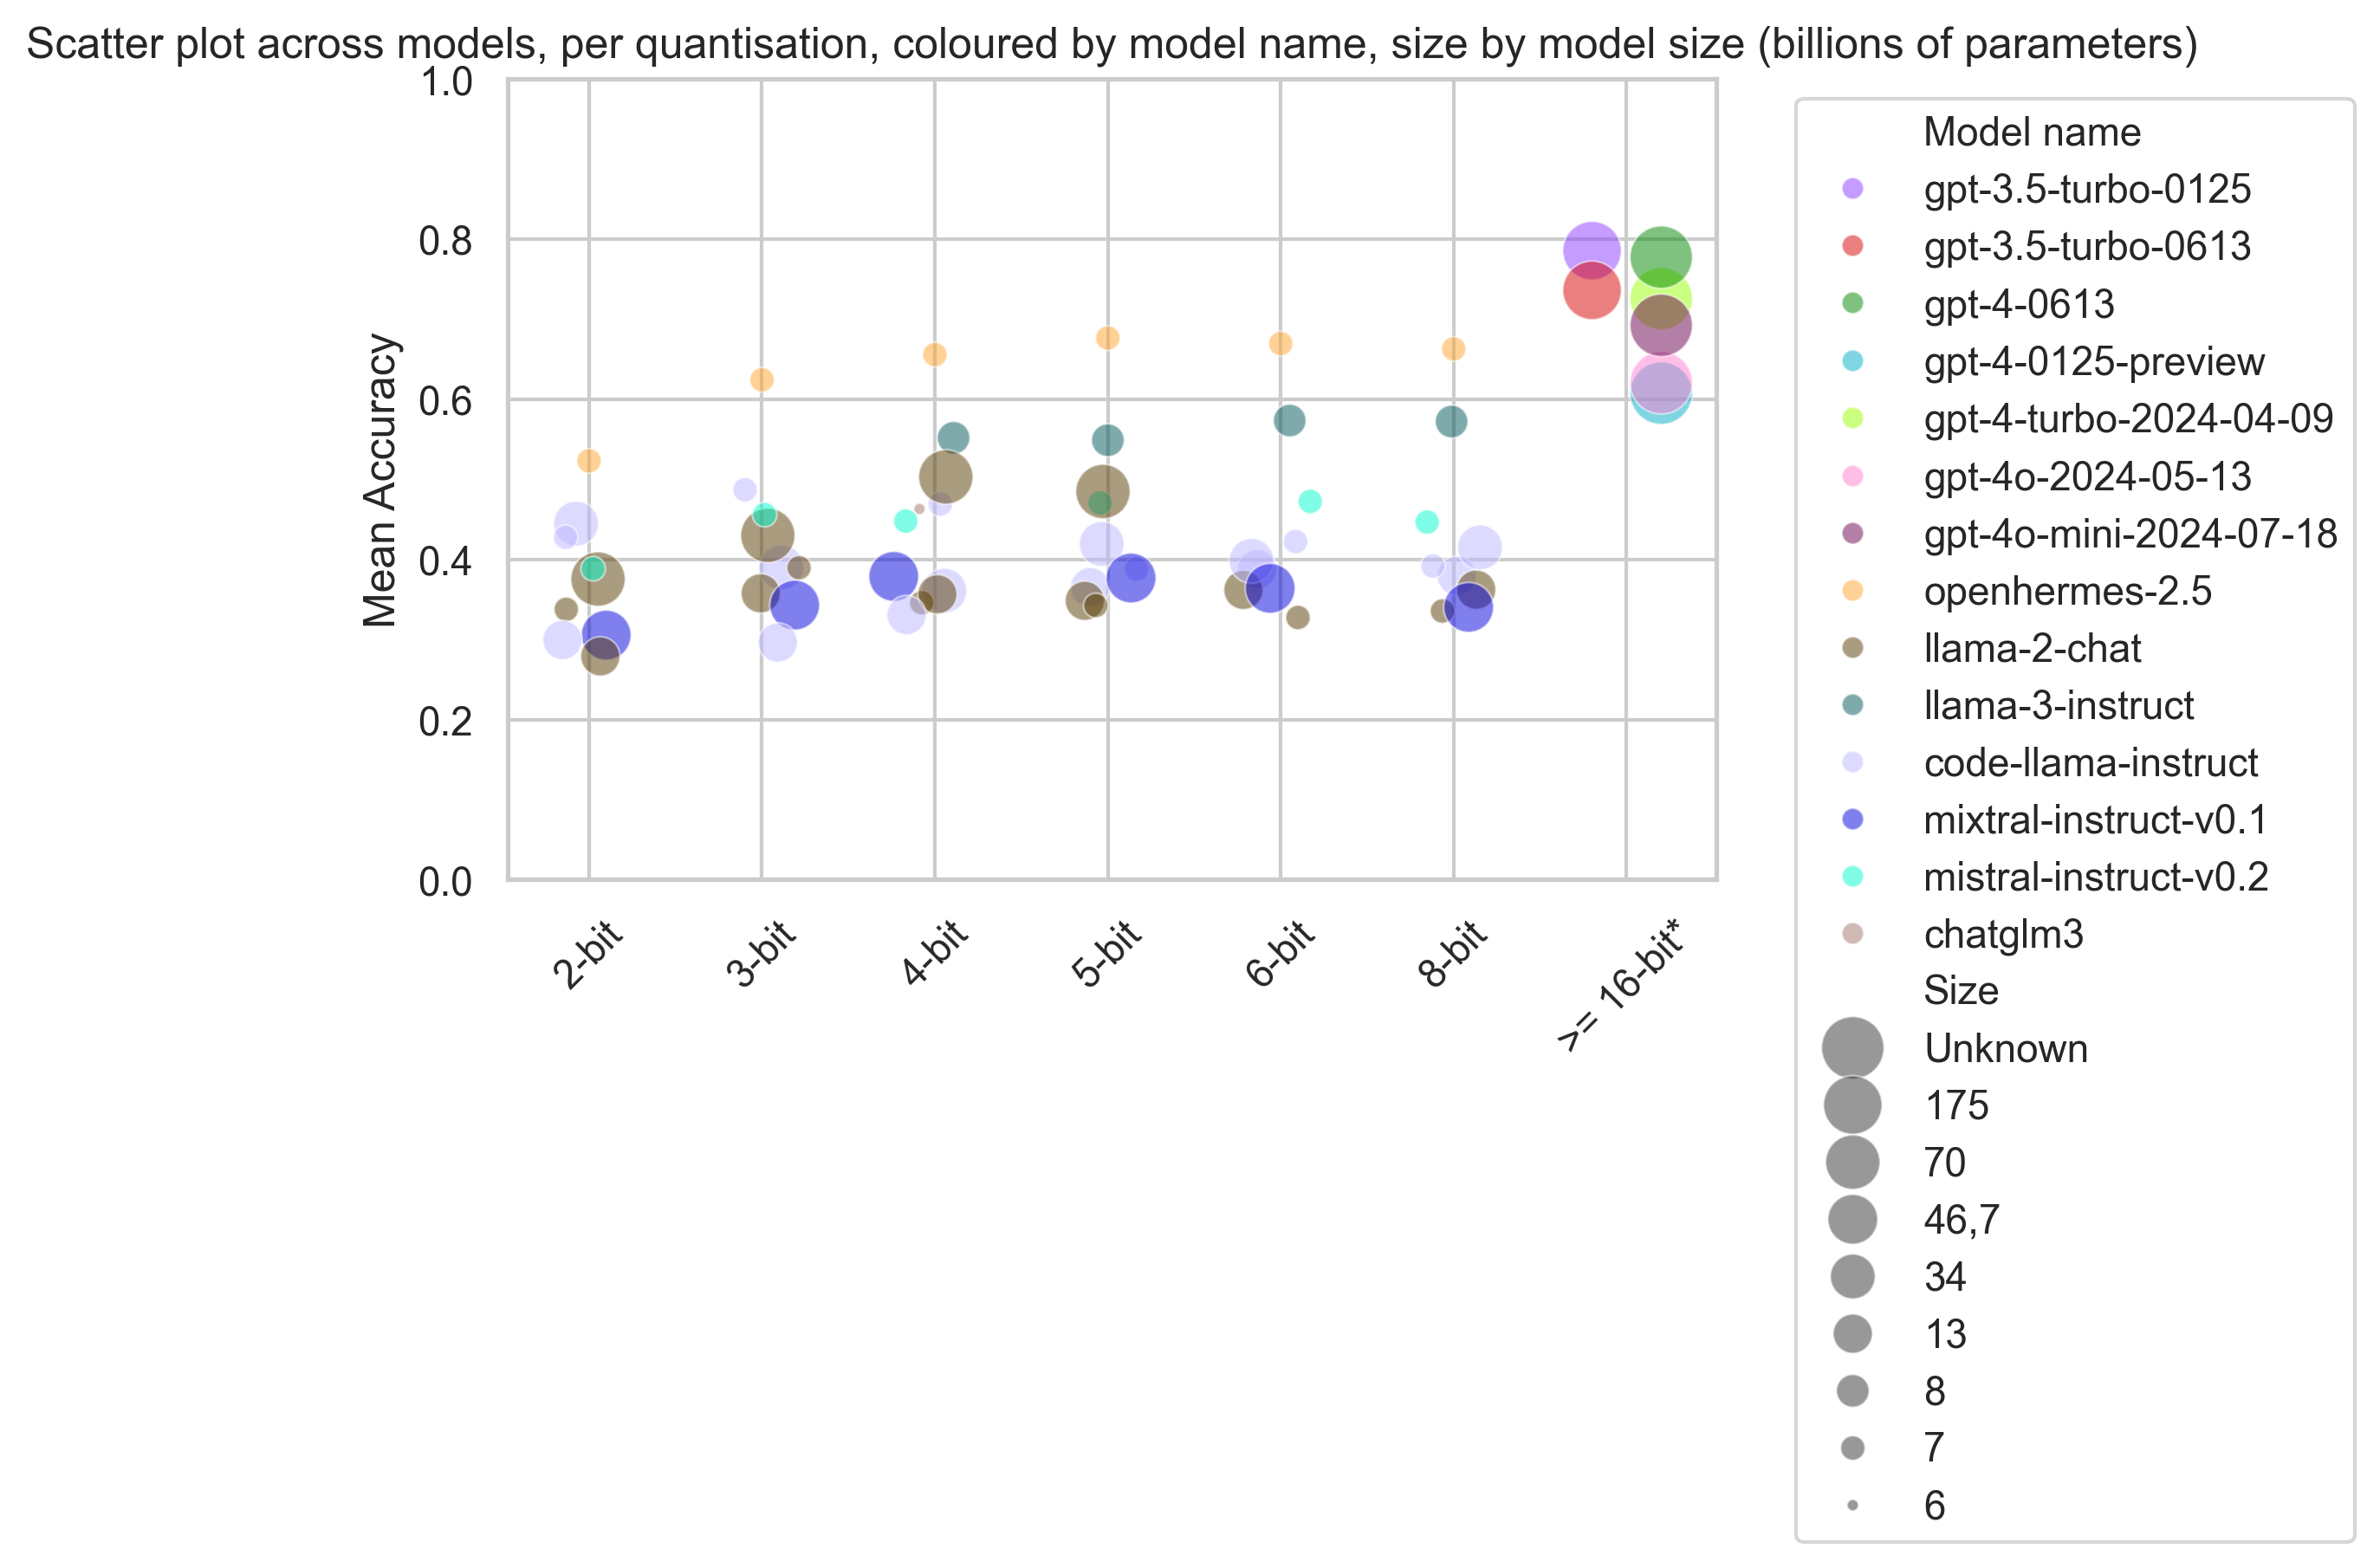 Scatter plot across models, per quantisation, coloured by model name, size by model size (billions of parameters)
Mean Accuracy
1.0
0.8
0.6
0.4
0.2
0.0
2-bit
3-bit
4-bit
5-bit
6-bit
8-bit
>= 16-bit*
Model name
gpt-3.5-turbo-0125
gpt-3.5-turbo-0613
gpt-4-0613
gpt-4-0125-preview
gpt-4-turbo-2024-04-09
gpt-4o-2024-05-13
gpt-4o-mini-2024-07-18
openhermes-2.5
llama-2-chat
llama-3-instruct
code-llama-instruct
mixtral-instruct-v0.1
mistral-instruct-v0.2
chatglm3
Size
Unknown
175
70
46,7
34
13
8
7
6